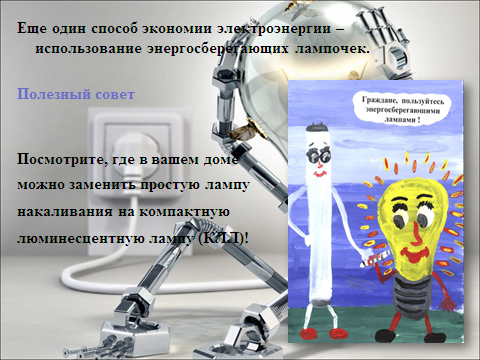 Еще один способ экономии электроэнергии –
использование энергосберегающих лампочек.
Полезный совет
Граждане, пользуйтесь
энергосберегающими
лампами !
Посмотрите, где в вашем доме
можно заменить простую лампу
накаливания на компактную
люминесцентную лампу (КЛЛ)!